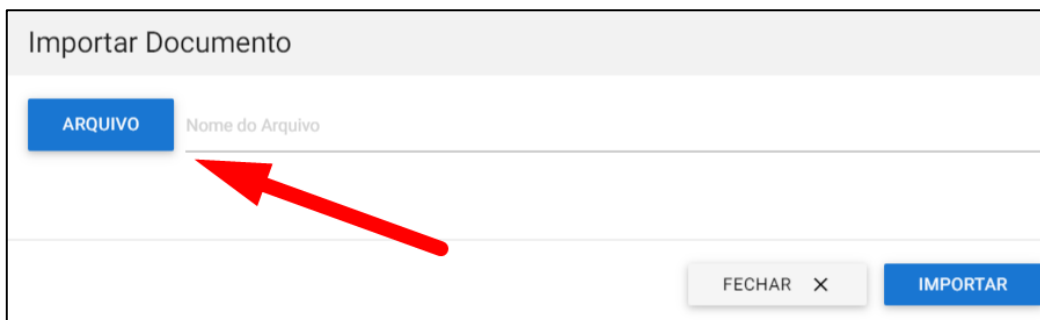 Importar Documento
ARQUIVO Nome do Arquivo
FECHAR X IMPORTAR